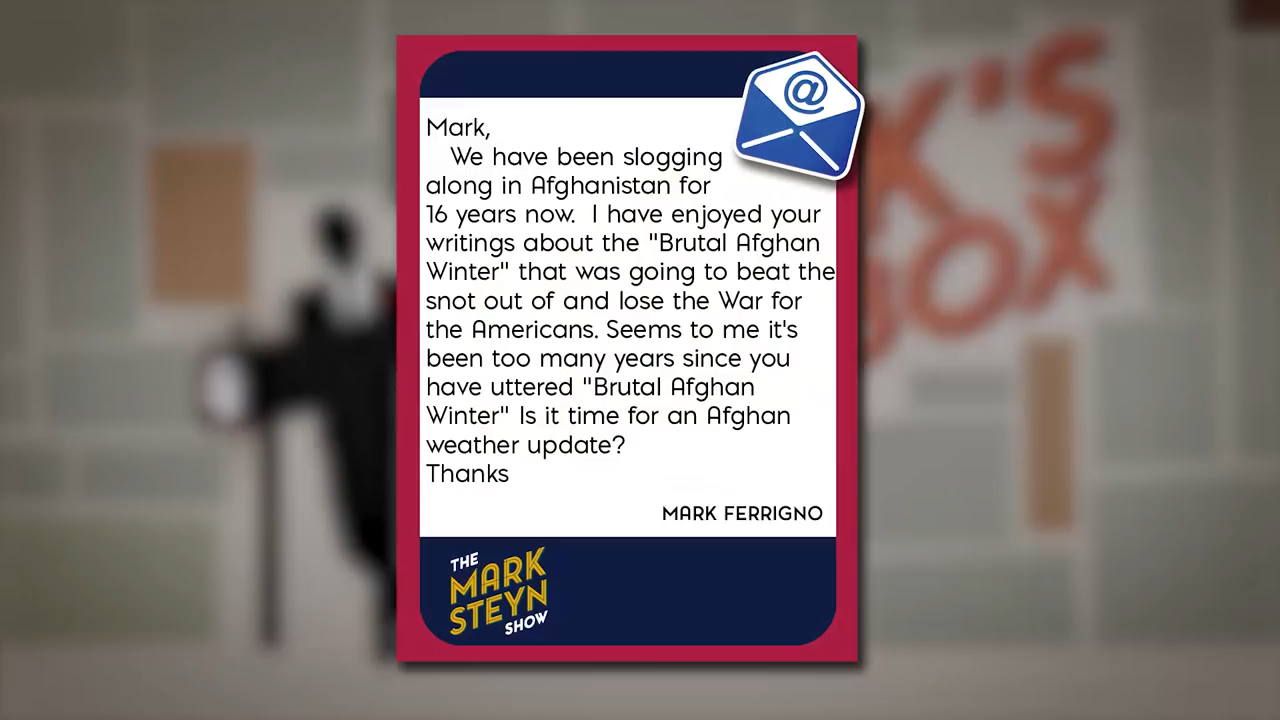 @
Mark,
We have been slogging
along in Afghanistan for
16 years now. I have enjoyed your
writings about the "Brutal Afghan
Winter" that was going to beat the
snot out of and lose the War for
the Americans. Seems to me it's
been too many years since you
have uttered "Brutal Afghan
Winter" Is it time for an Afghan
weather update?
Thanks
MARK FERRIGNO
THE
MARK
STEYN
SHOW
K'S
OX